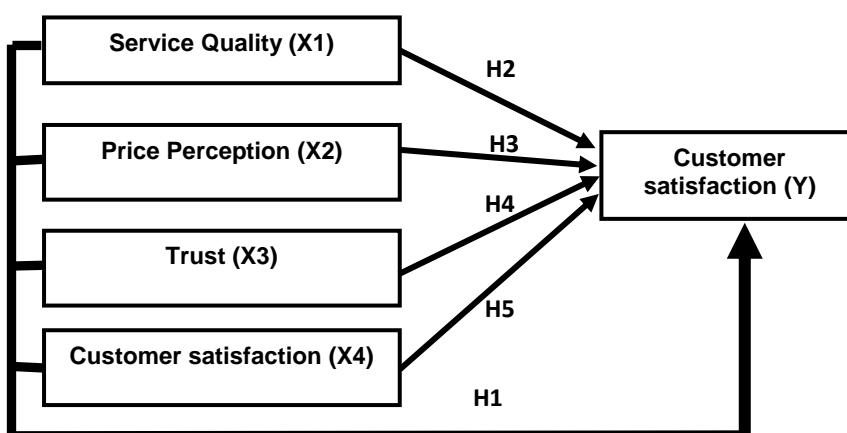 Service Quality (X1)
H2
Price Perception (X2)
H3
Customer
satisfaction (Y)
H4
Trust (X3)
H5
Customer satisfaction (X4)
H1